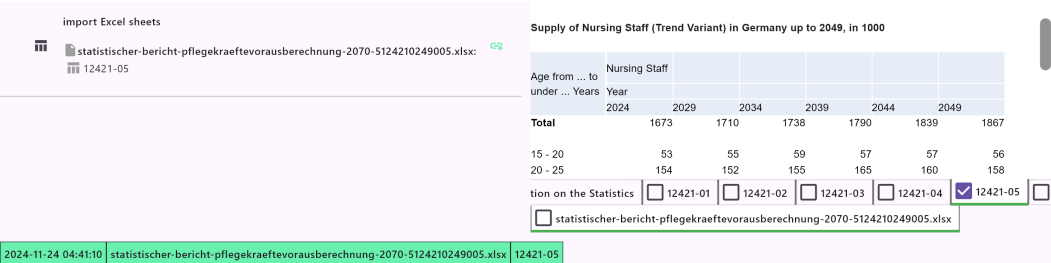 import Excel sheets
statistischer-bericht-pflegekraeftevorausberechnung-2070-5124210249005.xlsx:
12421-05
Supply of Nursing Staff (Trend Variant) in Germany up to 2049, in 1000
Nursing Staff
Age from ... to
under ... Years Year
2024 2029 2034 2039 2044 2049
Total 1673 1710 1738 1790 1839 1867
15 - 20 53 55 59 57 57 56
20 - 25 154 152 155 165 160 158
tion on the Statistics 12421-01 12421-02 12421-03 12421-04 12421-05
statistischer-bericht-pflegekraeftevorausberechnung-2070-5124210249005.xlsx
2024-11-24 04:41:10 statistischer-bericht-pflegekraeftevorausberechnung-2070-5124210249005.xlsx 12421-05